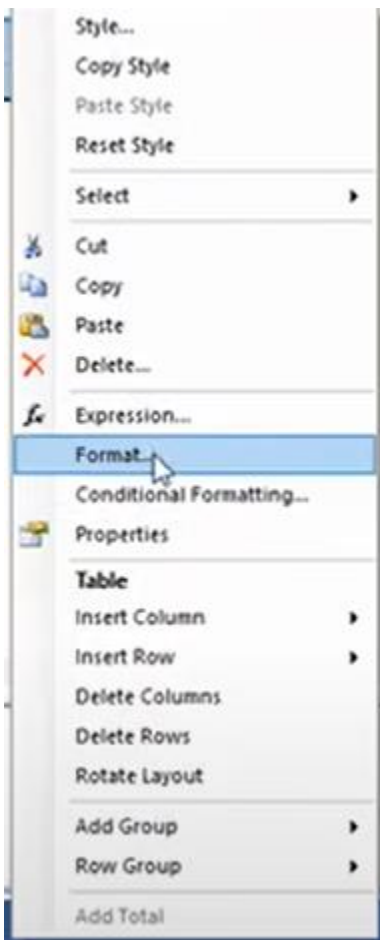 Style...
Copy Style
Paste Style
Reset Style
Select
Cut
Copy
Paste
Delete...
fx Expression...
Format...
Conditional Formatting...
Properties
Table
Insert Column
Insert Row
Delete Columns
Delete Rows
Rotate Layout
Add Group
Row Group
Add Total